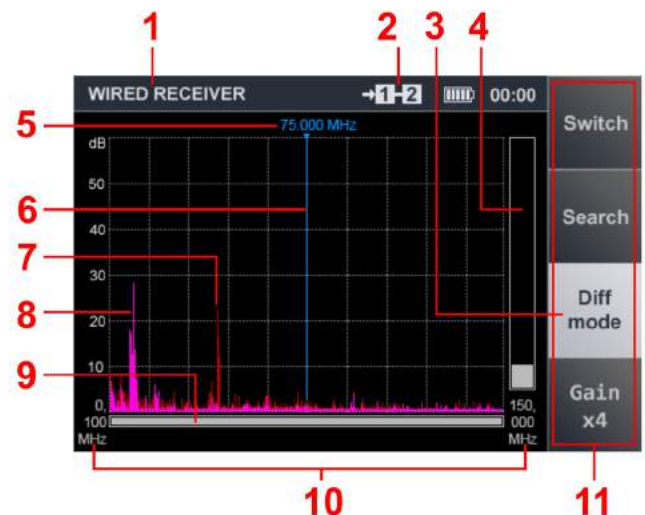 1
2
3
4
WIRED RECEIVER
→1-2
00:00
Switch
5
75.000 MHz
dB
50
6
40
Search
7
30
8
20
Diff
mode
9
10
0,
100
MHz
150,
000
MHz
Gain
x4
10
11